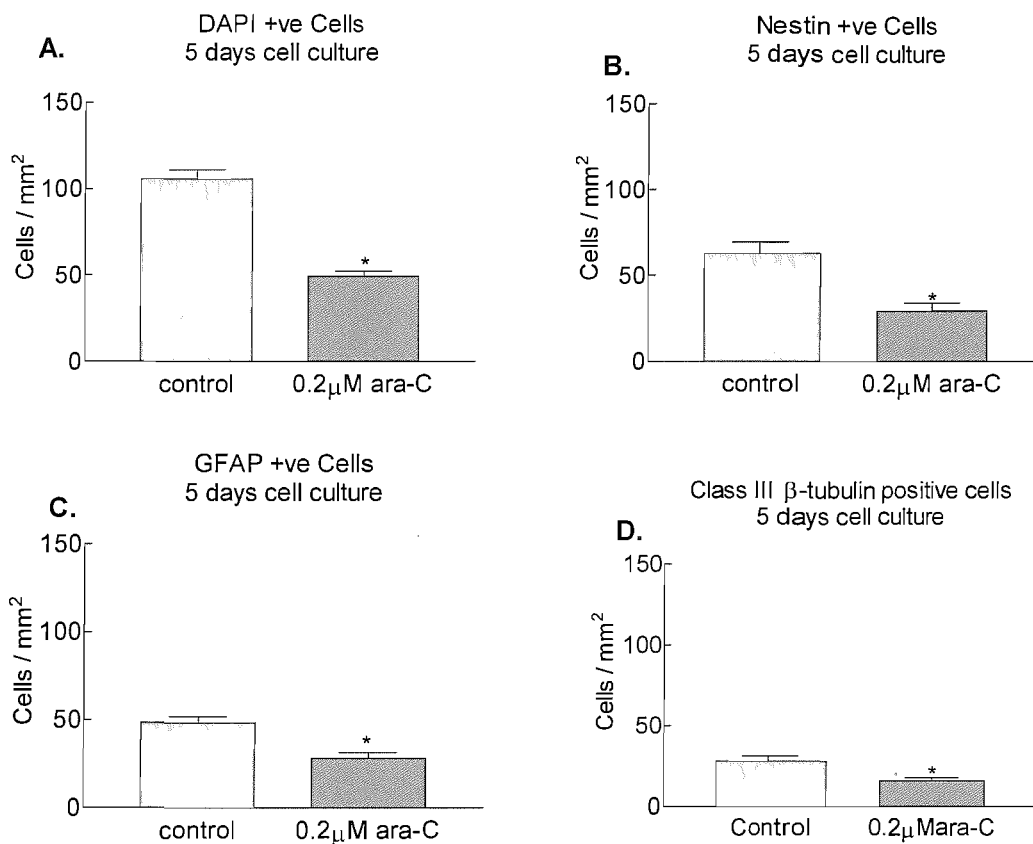 A.
DAPI +ve Cells
5 days cell culture
Cells / mm²
150
100
50
0
*
control
0.2μM ara-C
B.
Nestin +ve Cells
5 days cell culture
Cells / mm²
150
100
50
0
*
control
0.2μM ara-C
C.
GFAP +ve Cells
5 days cell culture
Cells / mm²
150
100
50
0
*
control
0.2μM ara-C
D.
Class III β-tubulin positive cells
5 days cell culture
Cells / mm²
150
100
50
0
*
Control
0.2μMara-C